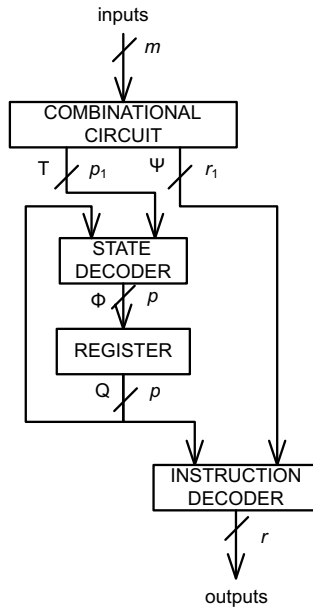 inputs
m
COMBINATIONAL
CIRCUIT
T p₁ Ψ r₁
STATE
DECODER
Φ p
REGISTER
Q p
INSTRUCTION
DECODER
r
outputs